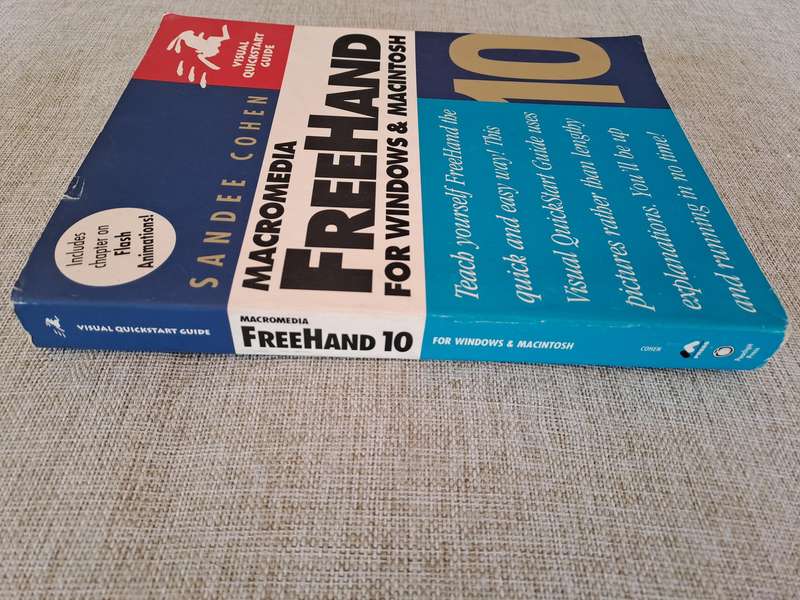 VISUAL
QUICKSTART
GUIDE
SANDEE COHEN
MACROMEDIA
FREEHAND
FOR WINDOWS & MACINTOSH
10
Includes
chapter on
Flash
Animations!
Teach yourself FreeHand the
quick and easy way! This
Visual QuickStart Guide uses
pictures rather than lengthy
explanations. You'll be up
and running in no time!
VISUAL QUICKSTART GUIDE
MACROMEDIA
FREEHAND 10
FOR WINDOWS & MACINTOSH
COHEN
Peachpit
Press